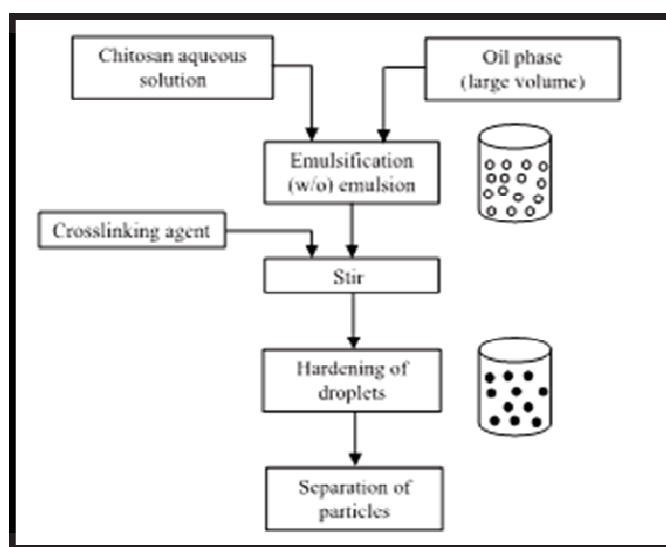 Chitosan aqueous
solution
Oil phase
(large volume)
Emulsification
(w/o) emulsion
Crosslinking agent
Stir
Hardening of
droplets
Separation of
particles